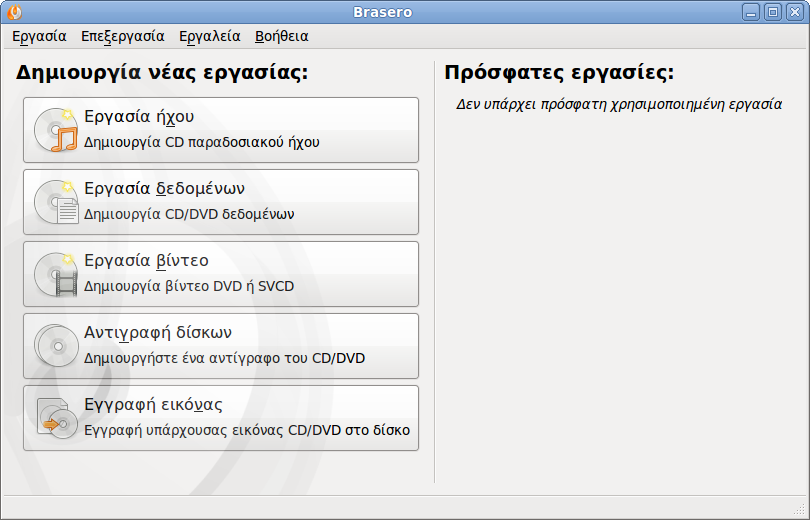 Brasero
Εργασία Επεξεργασία Εργαλεία Βοήθεια
Δημιουργία νέας εργασίας:
Εργασία ήχου
Δημιουργία CD παραδοσιακού ήχου
Εργασία δεδομένων
Δημιουργία CD/DVD δεδομένων
Εργασία βίντεο
Δημιουργία βίντεο DVD ή SVCD
Αντιγραφή δίσκων
Δημιουργήστε ένα αντίγραφο του CD/DVD
Εγγραφή εικόνας
Εγγραφή υπάρχουσας εικόνας CD/DVD στο δίσκο
Πρόσφατες εργασίες:
Δεν υπάρχει πρόσφατη χρησιμοποιημένη εργασία